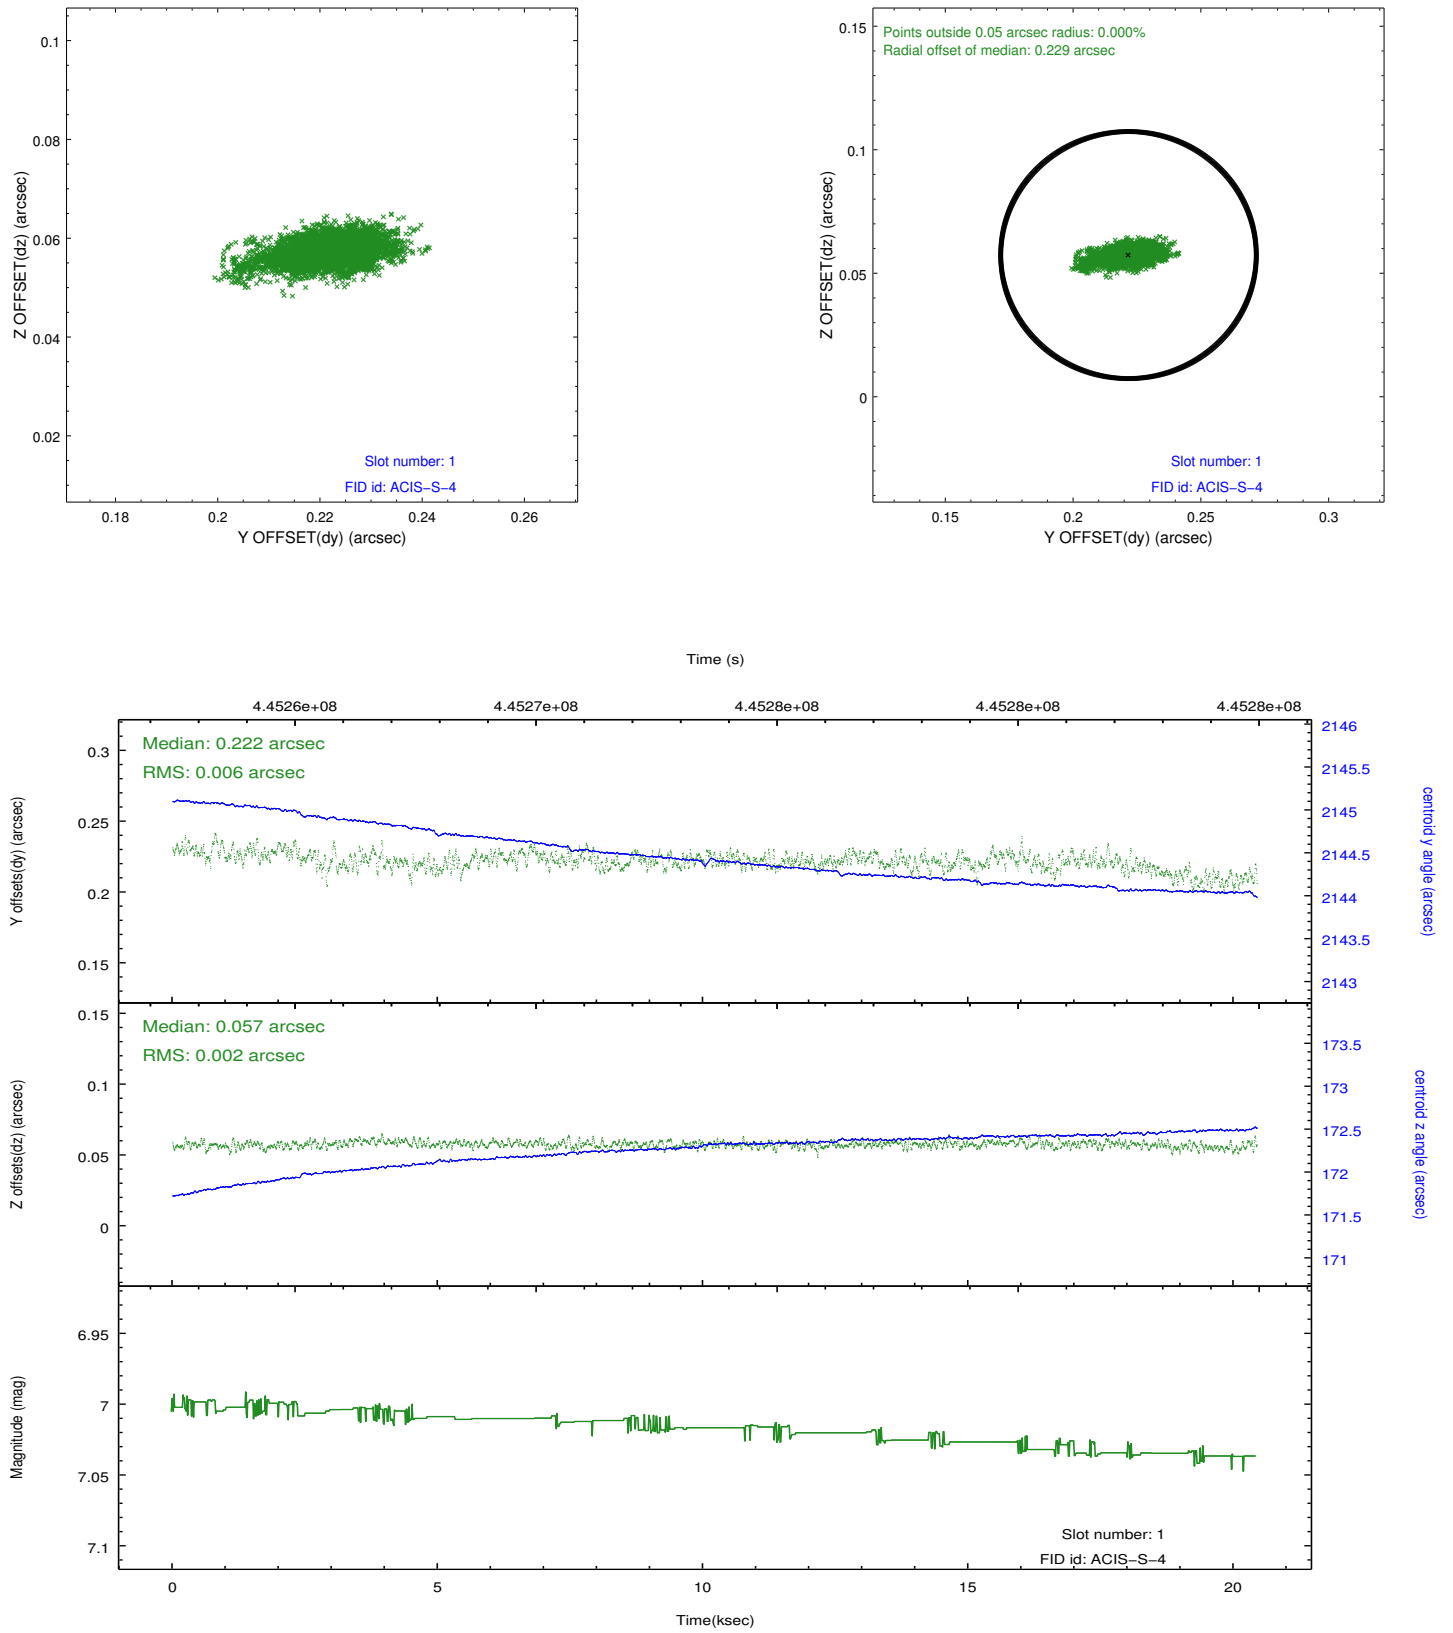 0.1
0.08
0.06
0.04
0.02
Z OFFSET(dz) (arcsec)
Slot number: 1
FID id: ACIS−S−4
0.18 0.2 0.22 0.24 0.26
Y OFFSET(dy) (arcsec)
Points outside 0.05 arcsec radius: 0.000%
Radial offset of median: 0.229 arcsec
0.15
0.1
0.05
0
Z OFFSET(dz) (arcsec)
Slot number: 1
FID id: ACIS−S−4
0.15 0.2 0.25 0.3
Y OFFSET(dy) (arcsec)
Time (s)
4.4526e+08 4.4527e+08 4.4528e+08 4.4528e+08 4.4528e+08
Median: 0.222 arcsec
RMS: 0.006 arcsec
0.3
0.25
0.2
0.15
Y offsets(dy) (arcsec)
2146
2145.5
2145
2144.5
2144
2143.5
2143
centroid y angle (arcsec)
Median: 0.057 arcsec
RMS: 0.002 arcsec
0.15
0.1
0.05
0
Z offsets(dz) (arcsec)
173.5
173
172.5
172
171.5
171
centroid z angle (arcsec)
6.95
7
7.05
7.1
Magnitude (mag)
Slot number: 1
FID id: ACIS−S−4
0 5 10 15 20
Time(ksec)